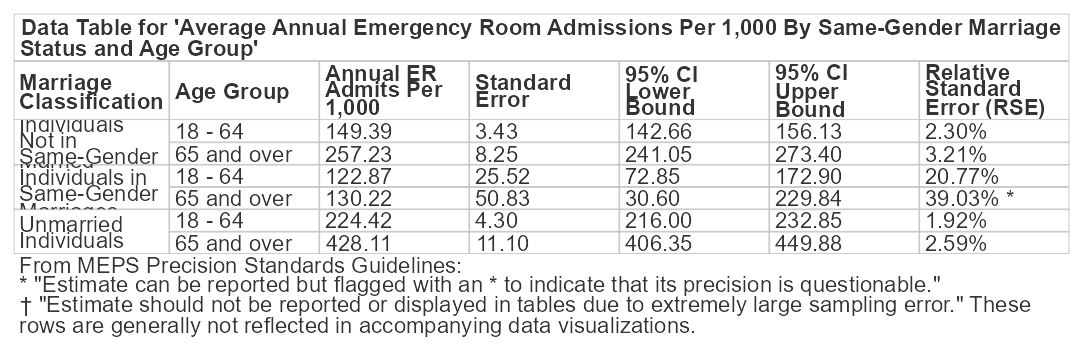 Data Table for 'Average Annual Emergency Room Admissions Per 1,000 By Same-Gender Marriage
Status and Age Group'
Marriage Classification Age Group Annual ER Admits Per 1,000 Standard Error 95% CI Lower Bound 95% CI Upper Bound Relative Standard Error (RSE)
Individuals Not in Same-Gender 18 - 64 149.39 3.43 142.66 156.13 2.30%
65 and over 257.23 8.25 241.05 273.40 3.21%
Individuals in Same-Gender Marriages 18 - 64 122.87 25.52 72.85 172.90 20.77%
65 and over 130.22 50.83 30.60 229.84 39.03% *
Unmarried Individuals 18 - 64 224.42 4.30 216.00 232.85 1.92%
65 and over 428.11 11.10 406.35 449.88 2.59%
From MEPS Precision Standards Guidelines:
* "Estimate can be reported but flagged with an * to indicate that its precision is questionable."
† "Estimate should not be reported or displayed in tables due to extremely large sampling error." These
rows are generally not reflected in accompanying data visualizations.